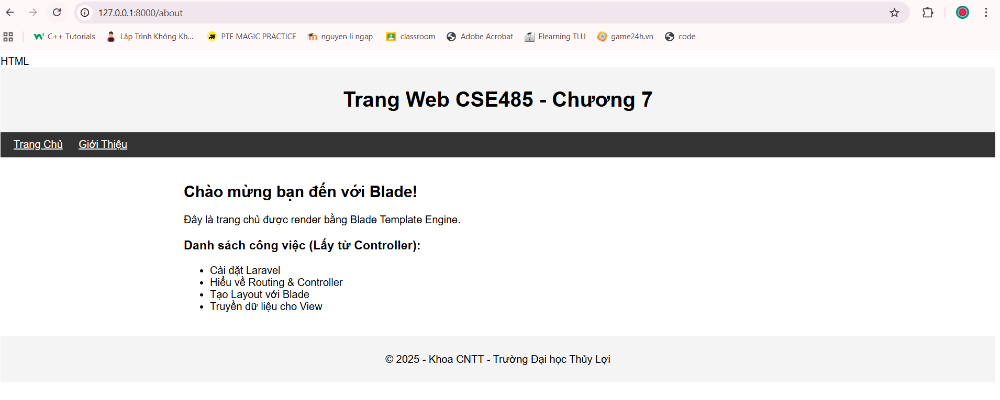 127.0.0.1:8000/about
C++ Tutorials Lập Trình Không Kh... PTE MAGIC PRACTICE nguyen li ngap classroom Adobe Acrobat Elearning TLU game24h.vn code
HTML
Trang Web CSE485 - Chương 7
Trang Chủ Giới Thiệu
Chào mừng bạn đến với Blade!
Đây là trang chủ được render bằng Blade Template Engine.
Danh sách công việc (Lấy từ Controller):
• Cài đặt Laravel
• Hiểu về Routing & Controller
• Tạo Layout với Blade
• Truyền dữ liệu cho View
© 2025 - Khoa CNTT - Trường Đại học Thủy Lợi